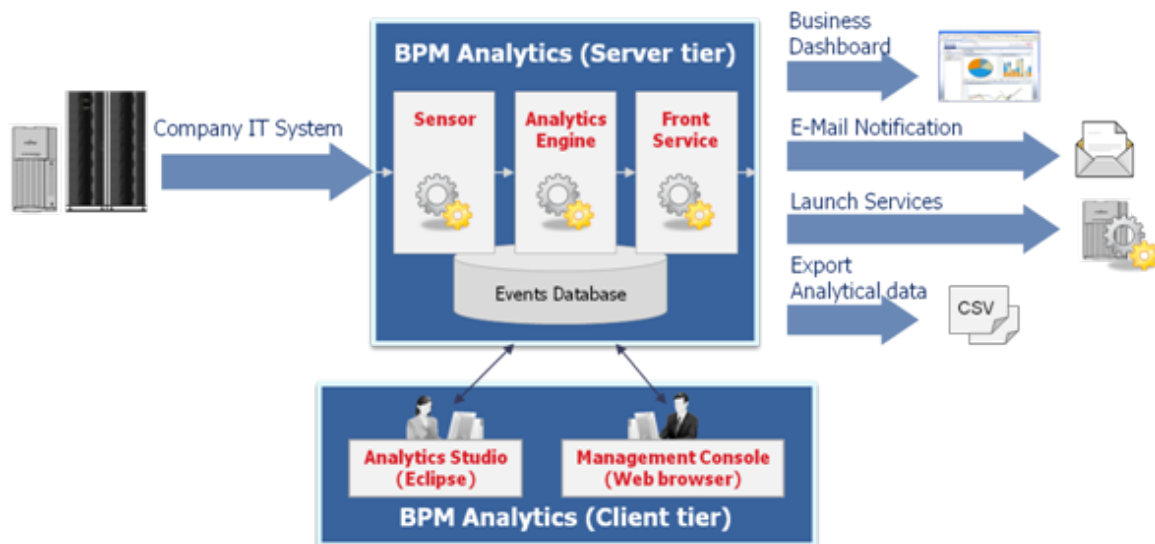 BPM Analytics (Server tier)
Company IT System
Sensor
Analytics
Engine
Front
Service
Events Database
Business
Dashboard
E-Mail Notification
Launch Services
Export
Analytical data
CSV
Analytics Studio
(Eclipse)
Management Console
(Web browser)
BPM Analytics (Client tier)